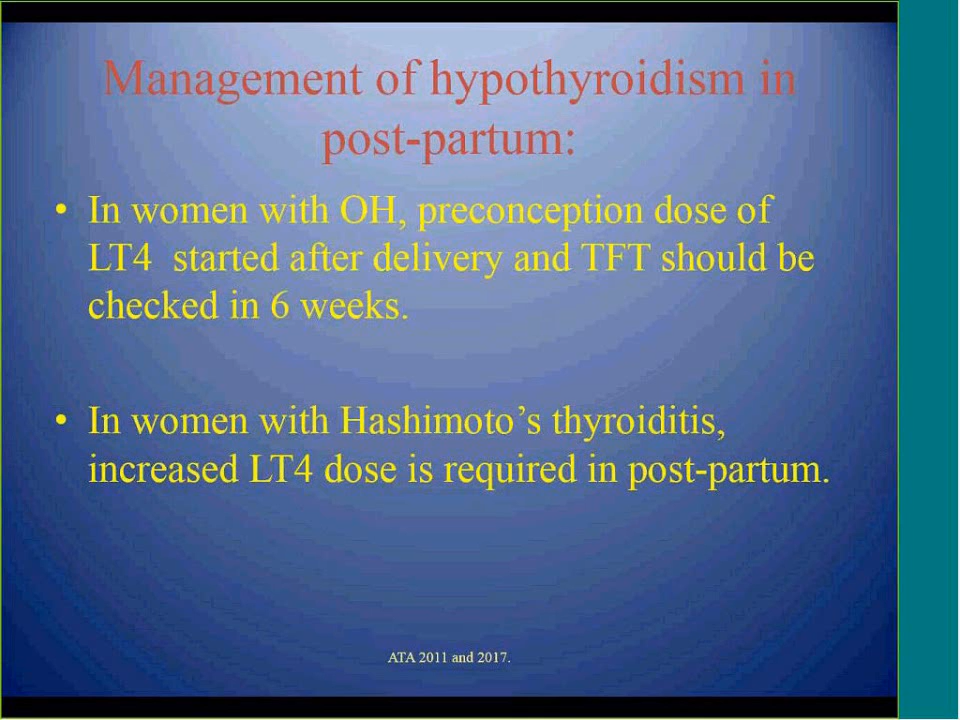 Management of hypothyroidism in
post-partum:
• In women with OH, preconception dose of
LT4 started after delivery and TFT should be
checked in 6 weeks.
• In women with Hashimoto’s thyroiditis,
increased LT4 dose is required in post-partum.
ATA 2011 and 2017.